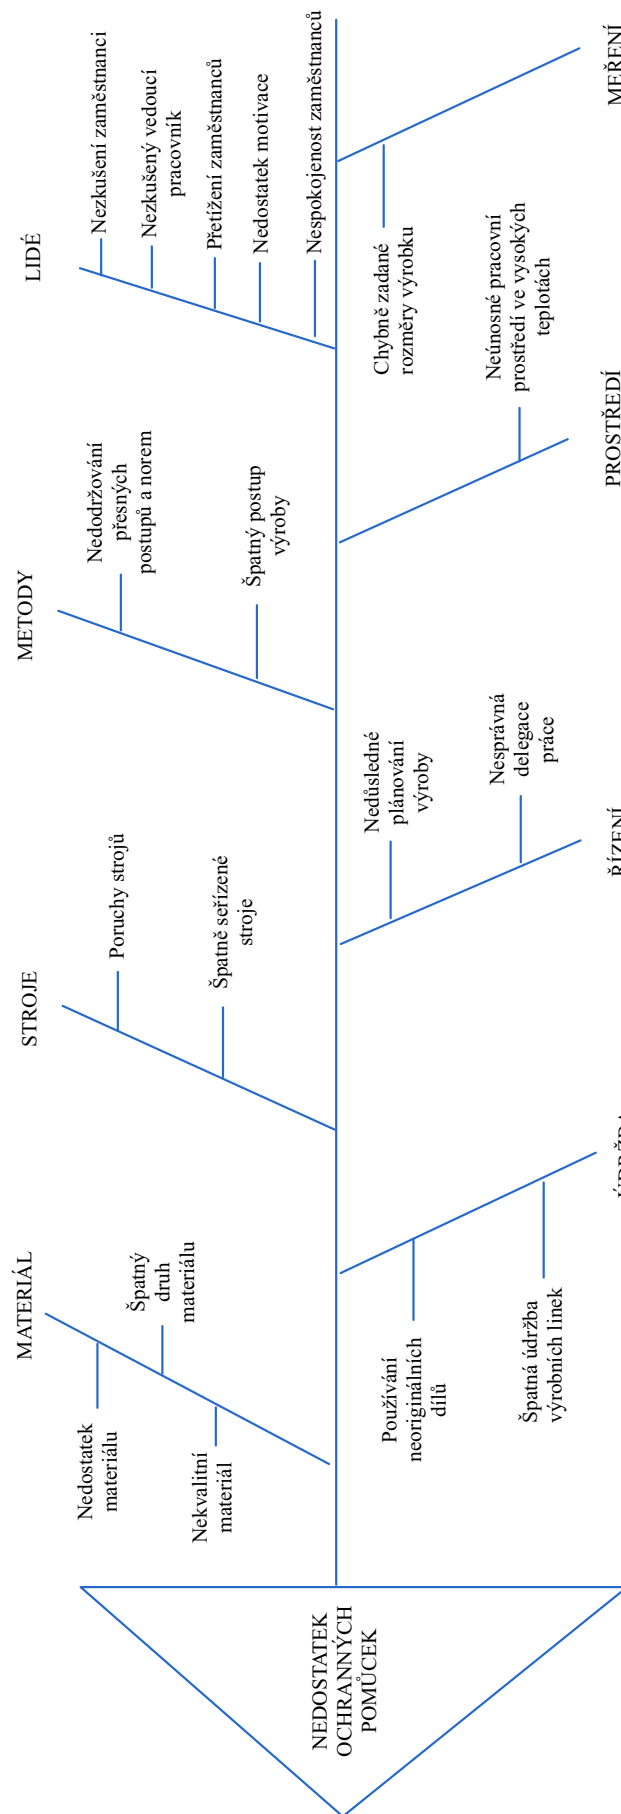 MATERIÁL
STROJE
METODY
LIDÉ
Nedostatek
materiálu
Špatný
druh
materiálu
Nekvalitní
materiál
Poruchy strojů
Špatně seřízené
stroje
Nedodržování
přesných
postupů a norem
Špatný postup
výroby
Nezkušení zaměstnanci
Nezkušený vedoucí
pracovník
Přetížení zaměstnanců
Nedostatek motivace
Nespokojenost zaměstnanců
NEDOSTATEK
OCHRANNÝCH
POMŮCEK
Používání
neoriginálních
dílů
Špatná údržba
výrobních linek
Nedůsledné
plánování
výroby
Nesprávná
delegace
práce
Chybně zadané
rozměry výrobku
Neúnosné pracovní
prostředí ve vysokých
teplotách
ÚDRŽBA
ŘÍZENÍ
PROSTŘEDÍ
MEŘENÍ